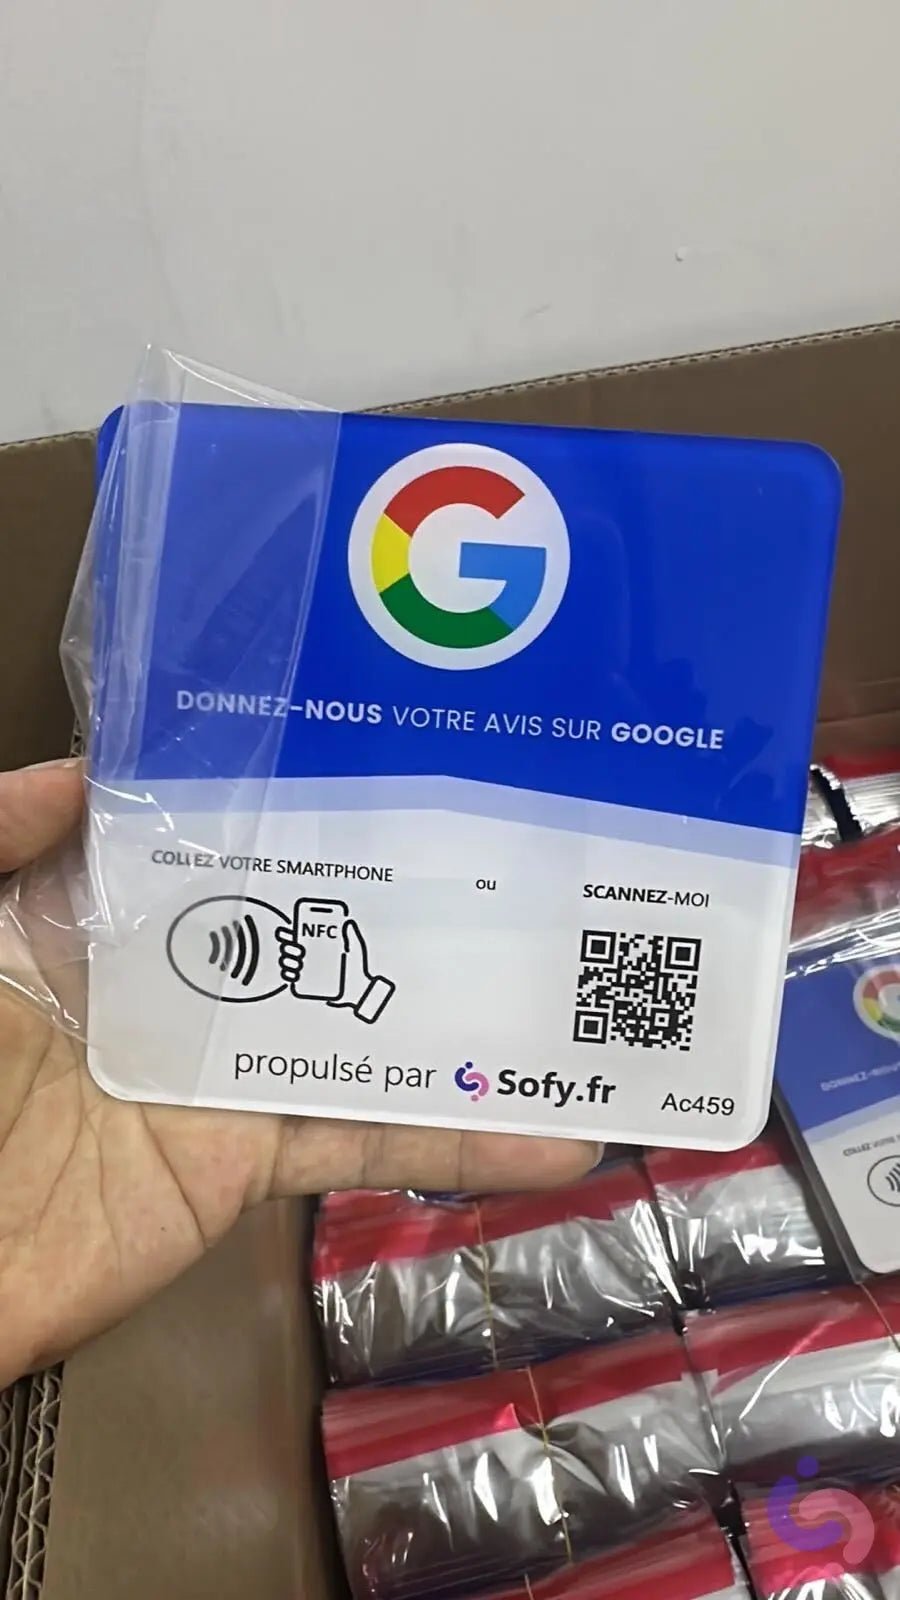 DONNEZ-NOUS VOTRE AVIS SUR GOOGLE
COLLEZ VOTRE SMARTPHONE
ou
SCANNEZ-MOI
NFC
propulsé par Sofy.fr
Ac459